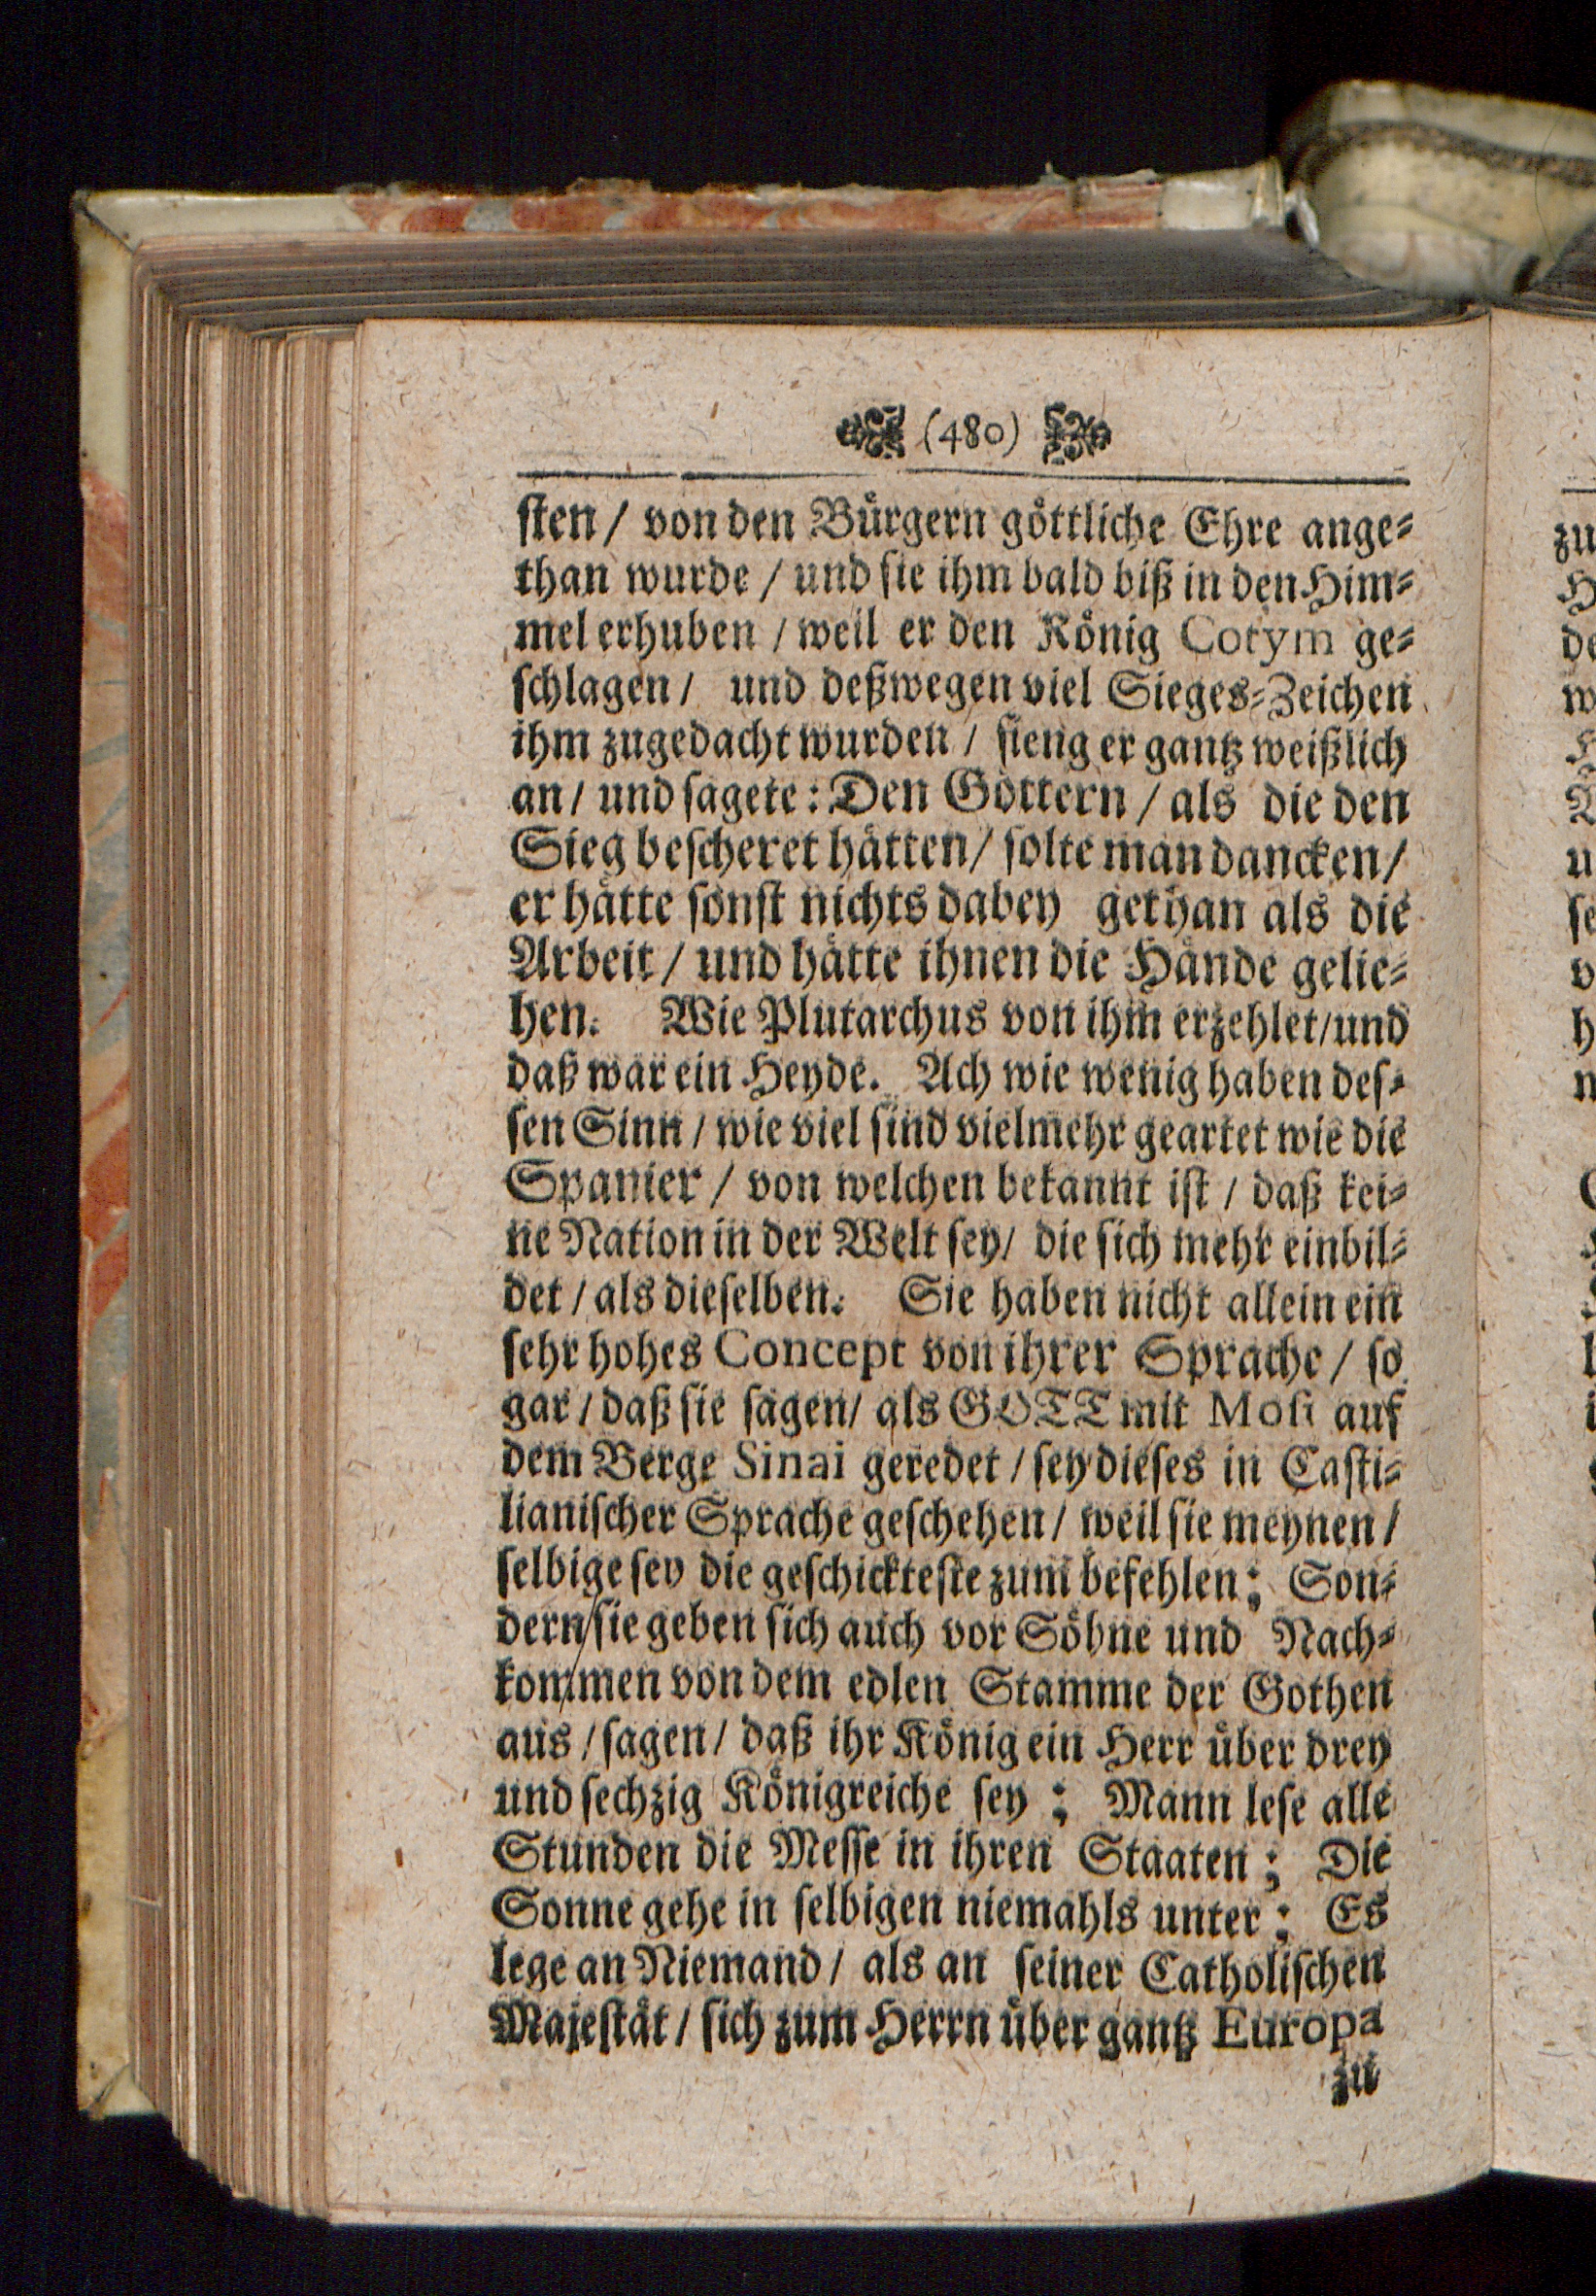 (480)
sten / von den Bürgern göttliche Ehre ange-
than wurde / und sie ihm bald biß in den Him-
mel erhuben / weil er den König Cotym ge-
schlagen / und deßwegen viel Sieges-Zeichen
ihm zugedacht wurden / fieng er gantz weißlich
an / und sagete: Den Göttern / als die den
Sieg bescheret hätten / solte man dancken /
er hätte sonst nichts dabey gethan als die
Arbeit / und hätte ihnen die Hände gelie-
hen. Wie Plutarchus von ihm erzehlet / und
daß war ein Heyde. Ach wie wenig haben des-
sen Sinn / wie viel sind vielmehr geartet wie die
Spanier / von welchen bekannt ist / daß kei-
ne Nation in der Welt sey / die sich mehr einbil-
det / als dieselben. Sie haben nicht allein ein
sehr hohes Concept von ihrer Sprache / so
gar / daß sie sagen / als GOTT mit Mosi auf
dem Berge Sinai geredet / sey dieses in Casti-
lianischer Sprache geschehen / weil sie meynen /
selbige sey die geschickteste zum befehlen; Son-
dern / sie geben sich auch vor Söhne und Nach-
kommen von dem edlen Stamme der Gothen
aus / sagen / daß ihr König ein Herr über drey
und sechzig Königreiche sey; Mann lese alle
Stunden die Messe in ihren Staaten; Die
Sonne gehe in selbigen niemahls unter; Es
lege an Niemand / als an seiner Catholischen
Majestät / sich zum Herrn über gantz Europa
zu